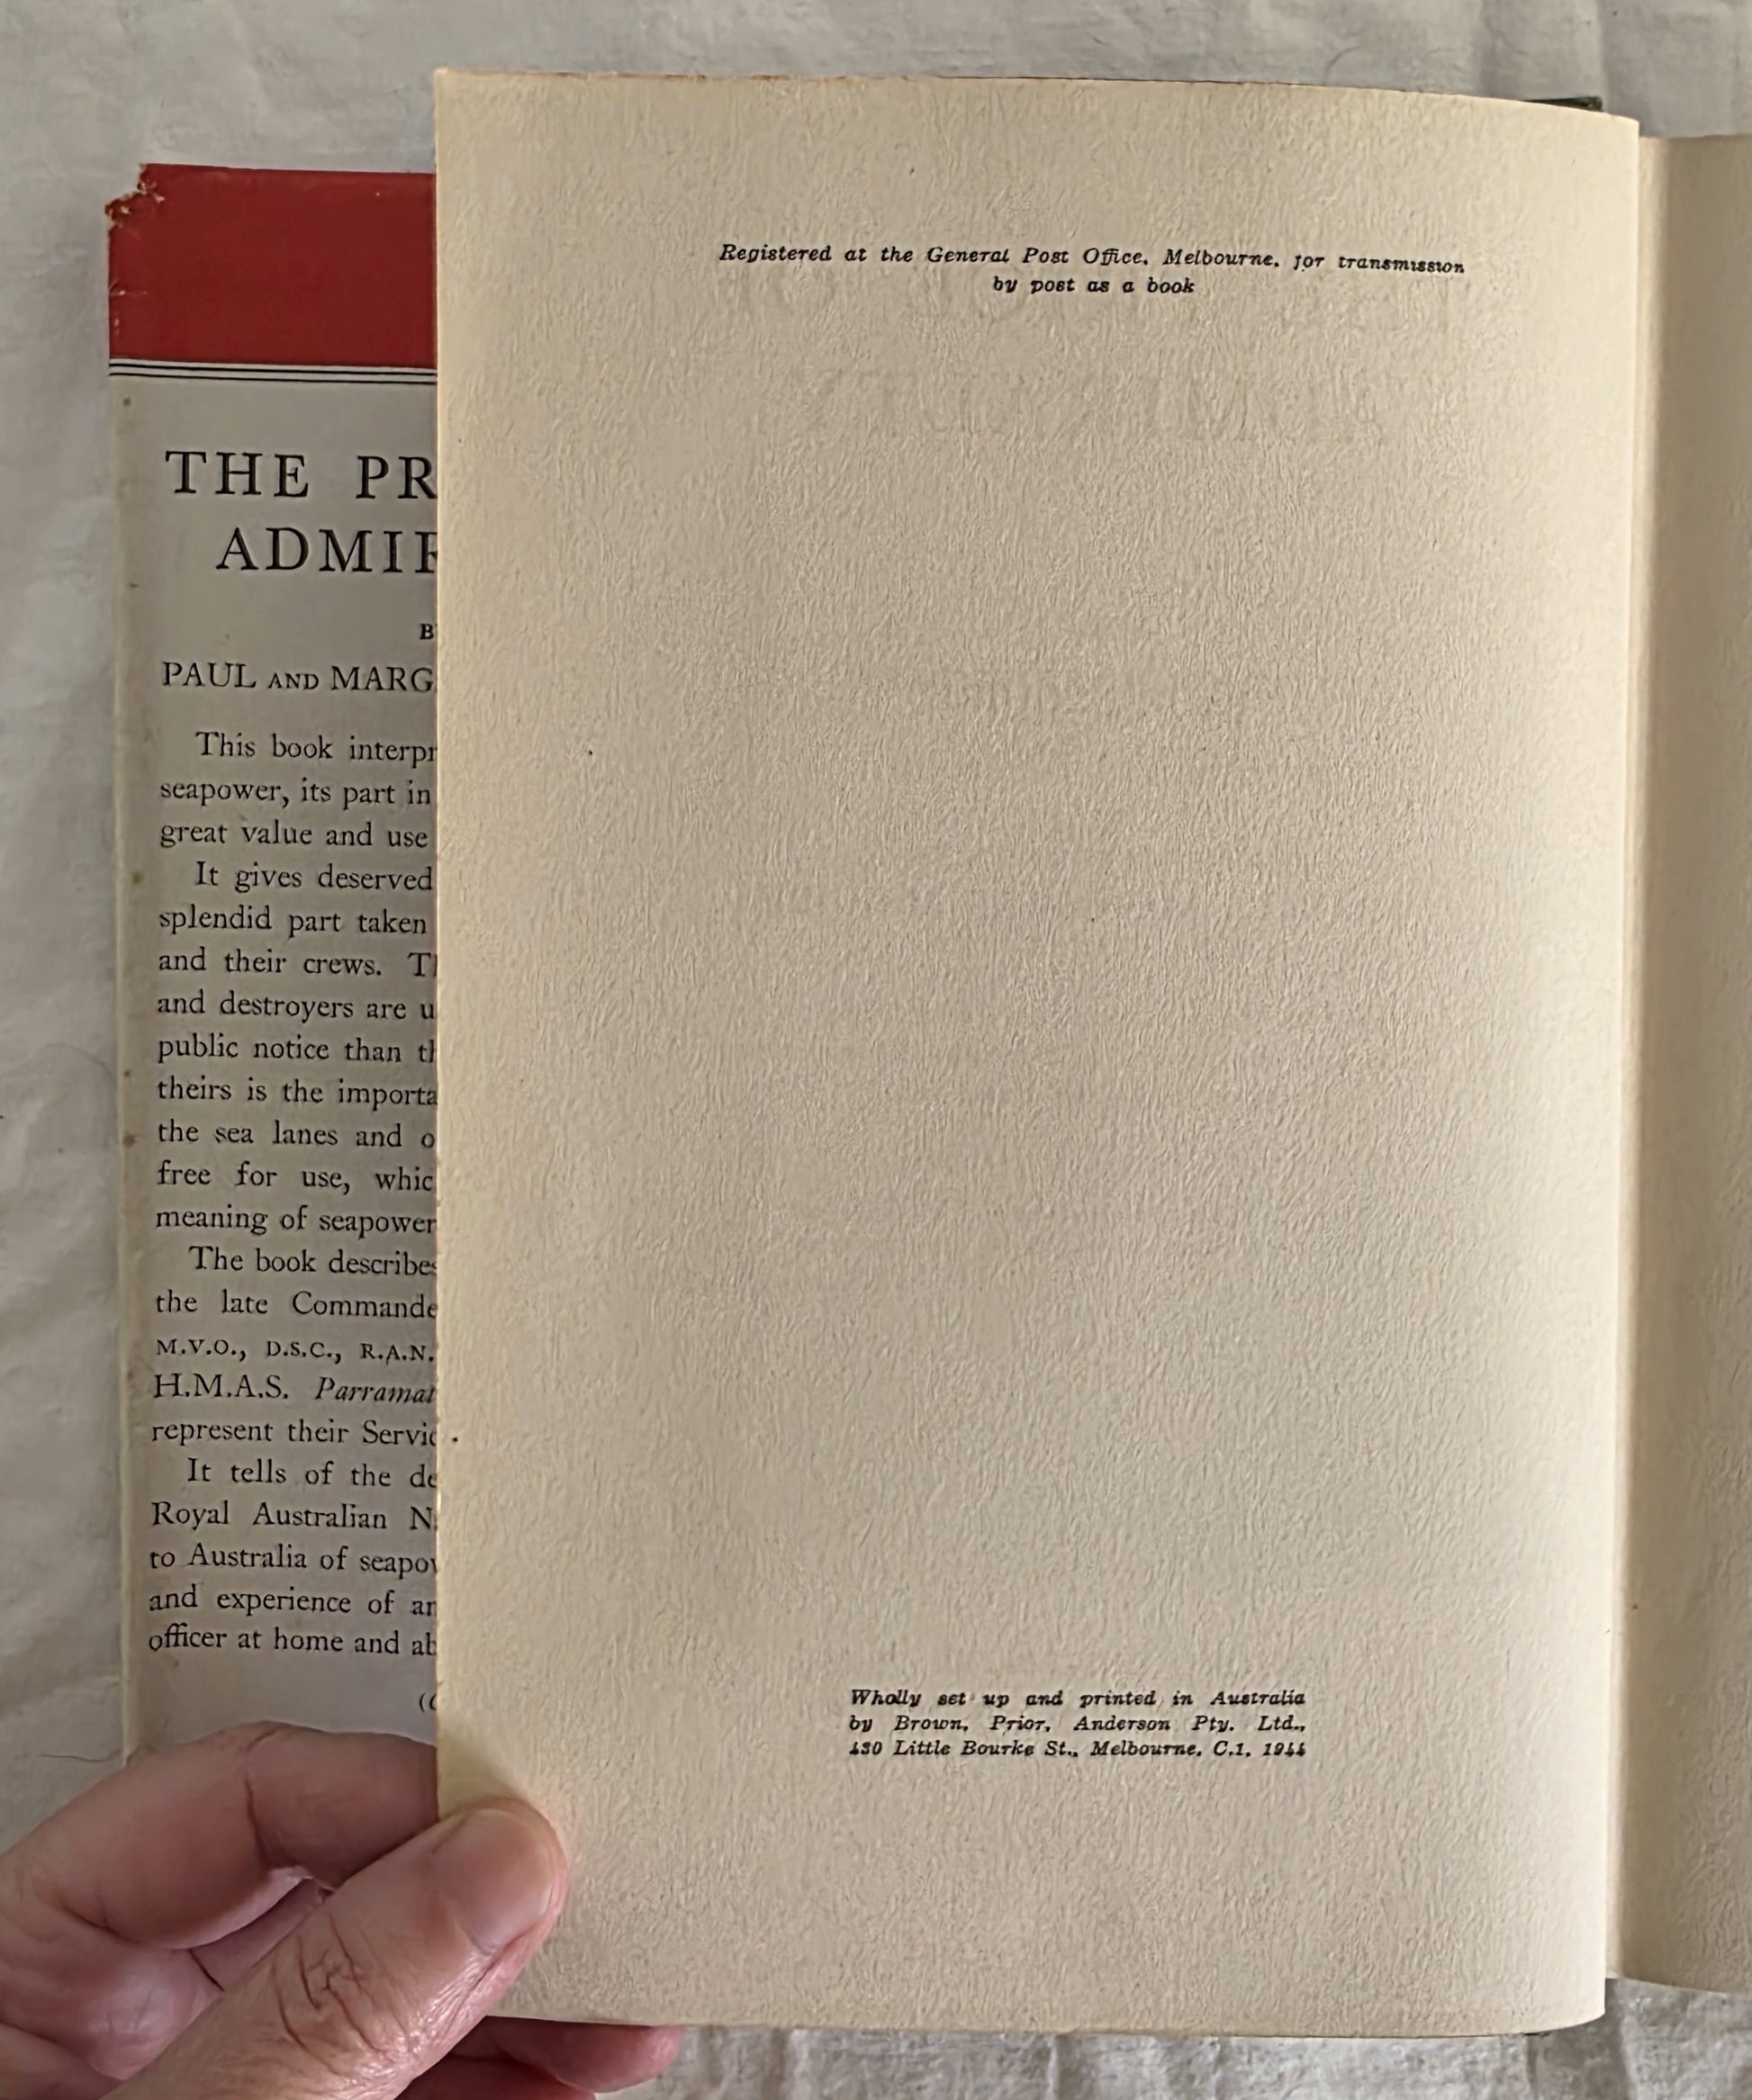 THE PR
ADMIR
B
PAUL AND MARG
This book interpr
seapower, its part in
great value and use
It gives deserved
splendid part taken
and their crews. Th
and destroyers are u
public notice than th
theirs is the importa
the sea lanes and o
free for use, whic
meaning of seapower
The book describes
the late Commande
M.V.O., D.S.C., R.A.N.
H.M.A.S. Parramat
represent their Servic
It tells of the de
Royal Australian N
to Australia of seapow
and experience of an
officer at home and ab
Registered at the General Post Office, Melbourne, for transmission
by post as a book
Wholly set up and printed in Australia
by Brown, Prior, Anderson Pty. Ltd.,
430 Little Bourke St., Melbourne, C.1, 1944